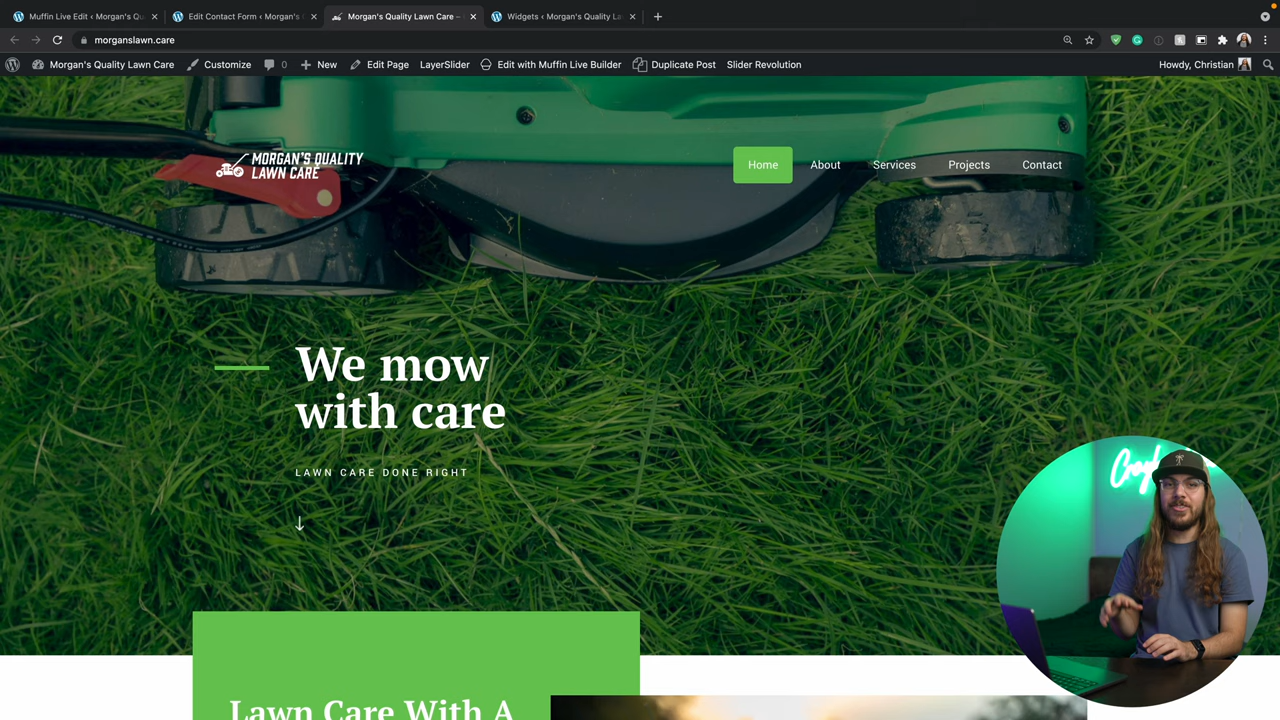 Muffin Live Edit ‹ Morgan's Qu
Edit Contact Form ‹ Morgan's
Morgan's Quality Lawn Care –
Widgets ‹ Morgan's Quality La
morganslawn.care
Morgan's Quality Lawn Care
Customize
0
New
Edit Page
LayerSlider
Edit with Muffin Live Builder
Duplicate Post
Slider Revolution
Howdy, Christian
MORGAN'S QUALITY
LAWN CARE
Home
About
Services
Projects
Contact
We mow
with care
LAWN CARE DONE RIGHT
Lawn Care With A